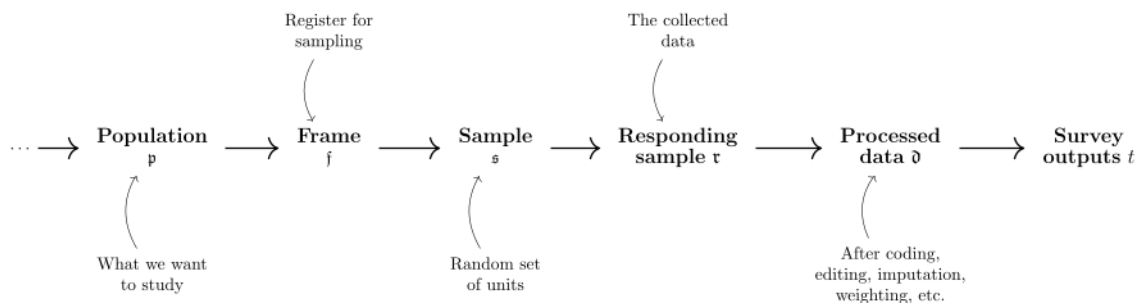 Register for
sampling
The collected
data
··· Population Frame Sample Responding Processed Survey
𝔭 𝔣 𝔰 sample 𝔯 data 𝔡 outputs t
What we want
to study
Random set
of units
After coding,
editing, imputation,
weighting, etc.